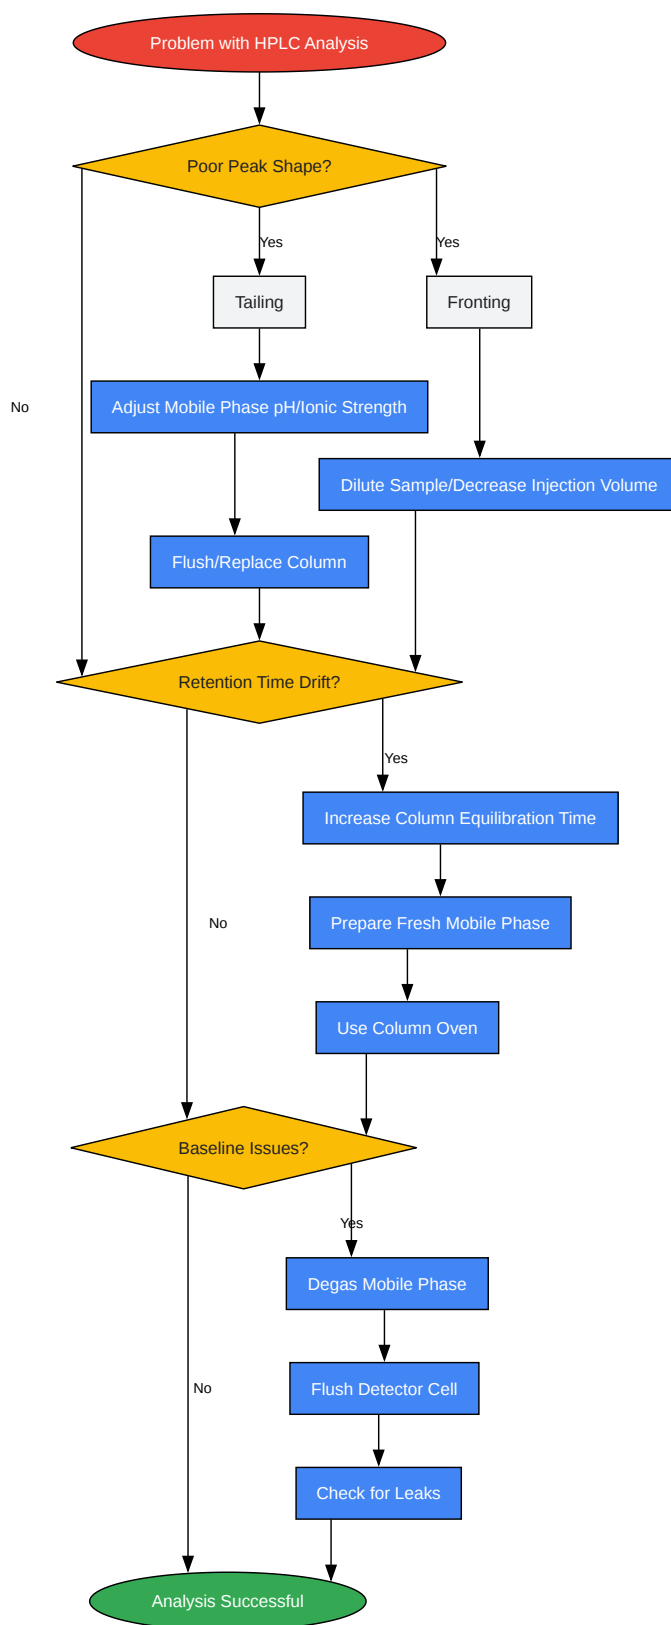 Problem with HPLC Analysis
Poor Peak Shape?
Yes
Yes
Tailing
Fronting
No
Adjust Mobile Phase pH/Ionic Strength
Dilute Sample/Decrease Injection Volume
Flush/Replace Column
Retention Time Drift?
Yes
Increase Column Equilibration Time
No
Prepare Fresh Mobile Phase
Use Column Oven
Baseline Issues?
Yes
Degas Mobile Phase
No
Flush Detector Cell
Check for Leaks
Analysis Successful